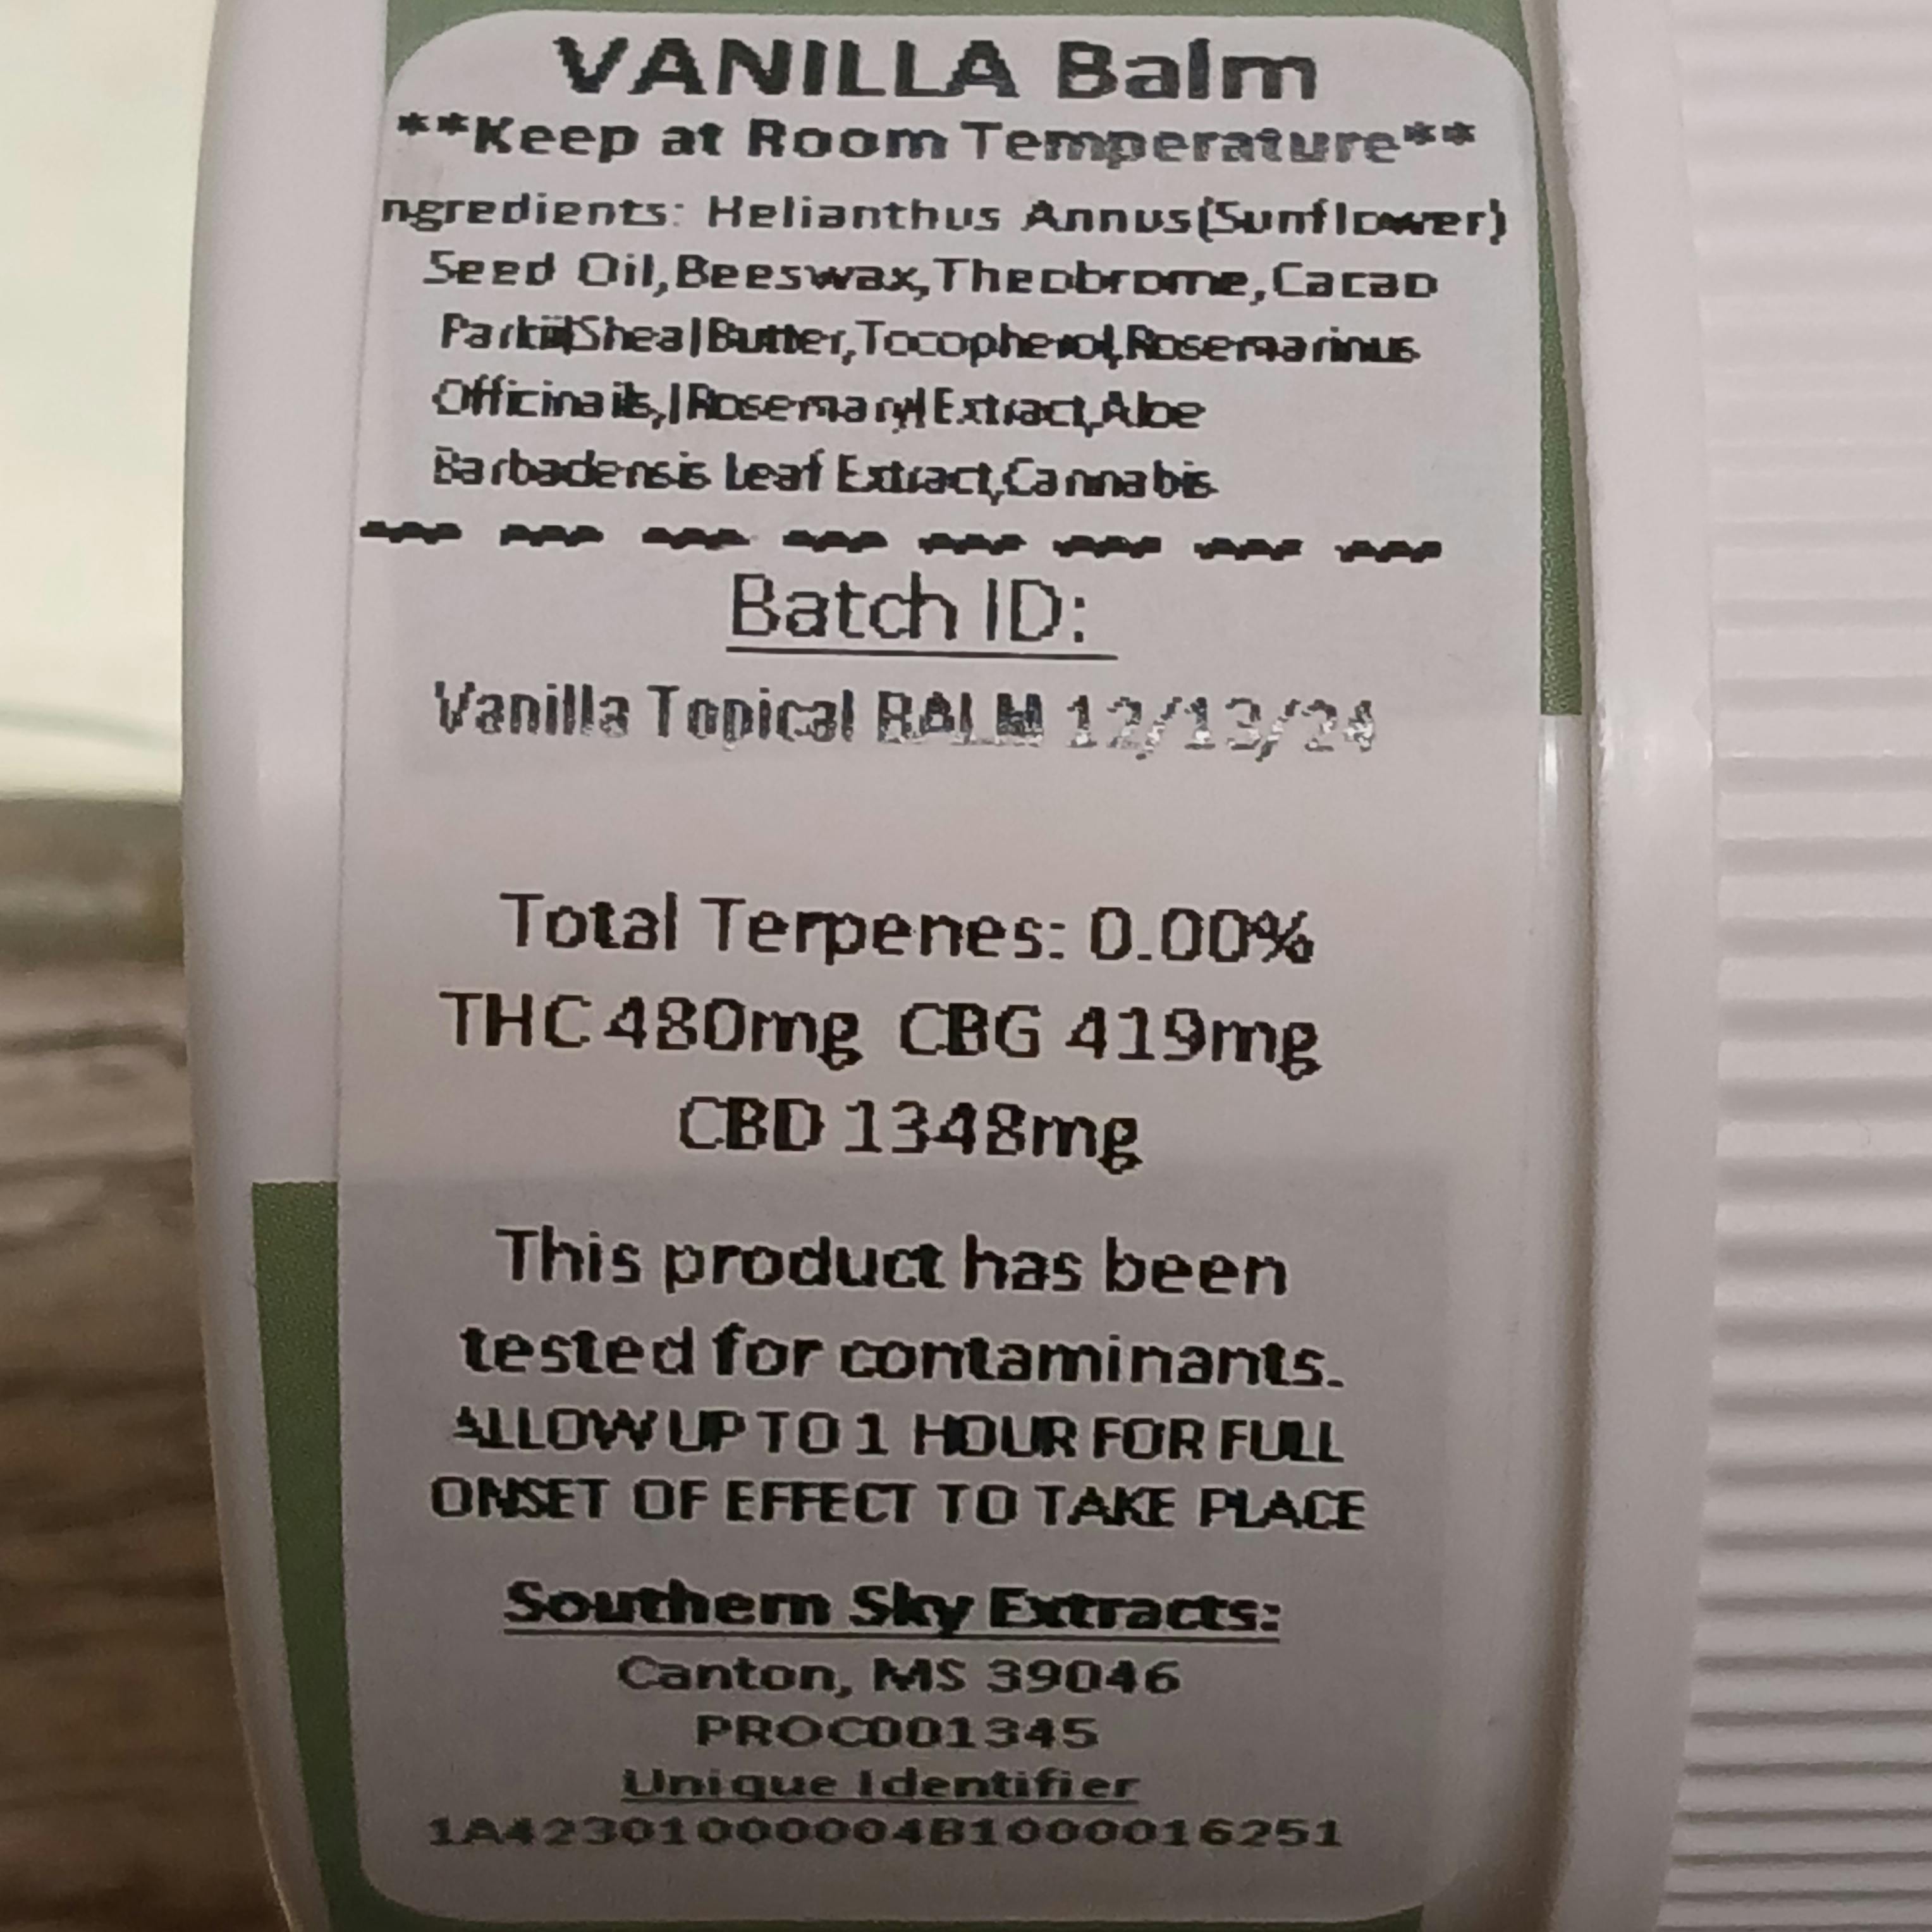 VANILLA Balm
**Keep at Room Temperature**
ngredients: Helianthus Annus(Sunflower)
Seed Oil,Beeswax,Theobrome,Cacao
Parkii(Shea)Butter,Tocopherol,Rosemarinus
Officinails,(Rosemary)Extract,Aloe
Barbadensis Leaf Extract,Cannabis
Batch ID:
Vanilla Topical BALM 12/13/24
Total Terpenes: 0.00%
THC 480mg CBG 419mg
CBD 1348mg
This product has been
tested for contaminants.
ALLOW UP TO 1 HOUR FOR FULL
ONSET OF EFFECT TO TAKE PLACE
Southern Sky Extracts:
Canton, MS 39046
PROC001345
Unique Identifier
1A42301000004B1000016251